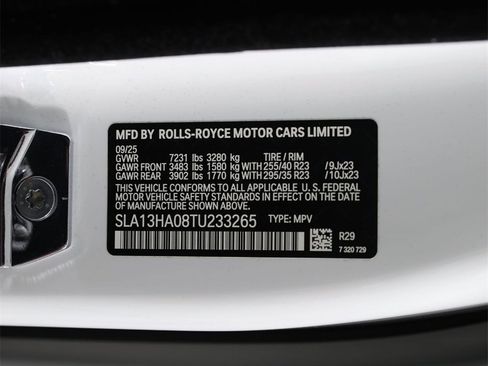 MFD BY ROLLS-ROYCE MOTOR CARS LIMITED
09/25
GVWR 7231 lbs 3280 kg TIRE / RIM
GAWR FRONT 3483 lbs 1580 kg WITH 255/40 R23 /9Jx23
GAWR REAR 3902 lbs 1770 kg WITH 295/35 R23 /10Jx23
THIS VEHICLE CONFORMS TO ALL APPLICABLE U. S. FEDERAL
MOTOR VEHICLE SAFETY STANDARDS IN EFFECT ON THE
DATE OF MANUFACTURE SHOWN ABOVE.
SLA13HA08TU233265 TYPE: MPV
R29
7 320 729